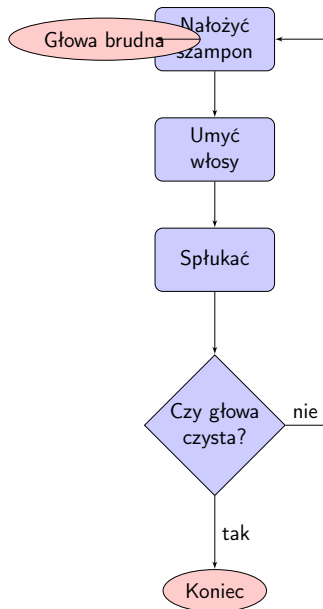 Głowa brudna
Nałożyć
szampon
Umyć
włosy
Spłukać
Czy głowa
czysta?
nie
tak
Koniec